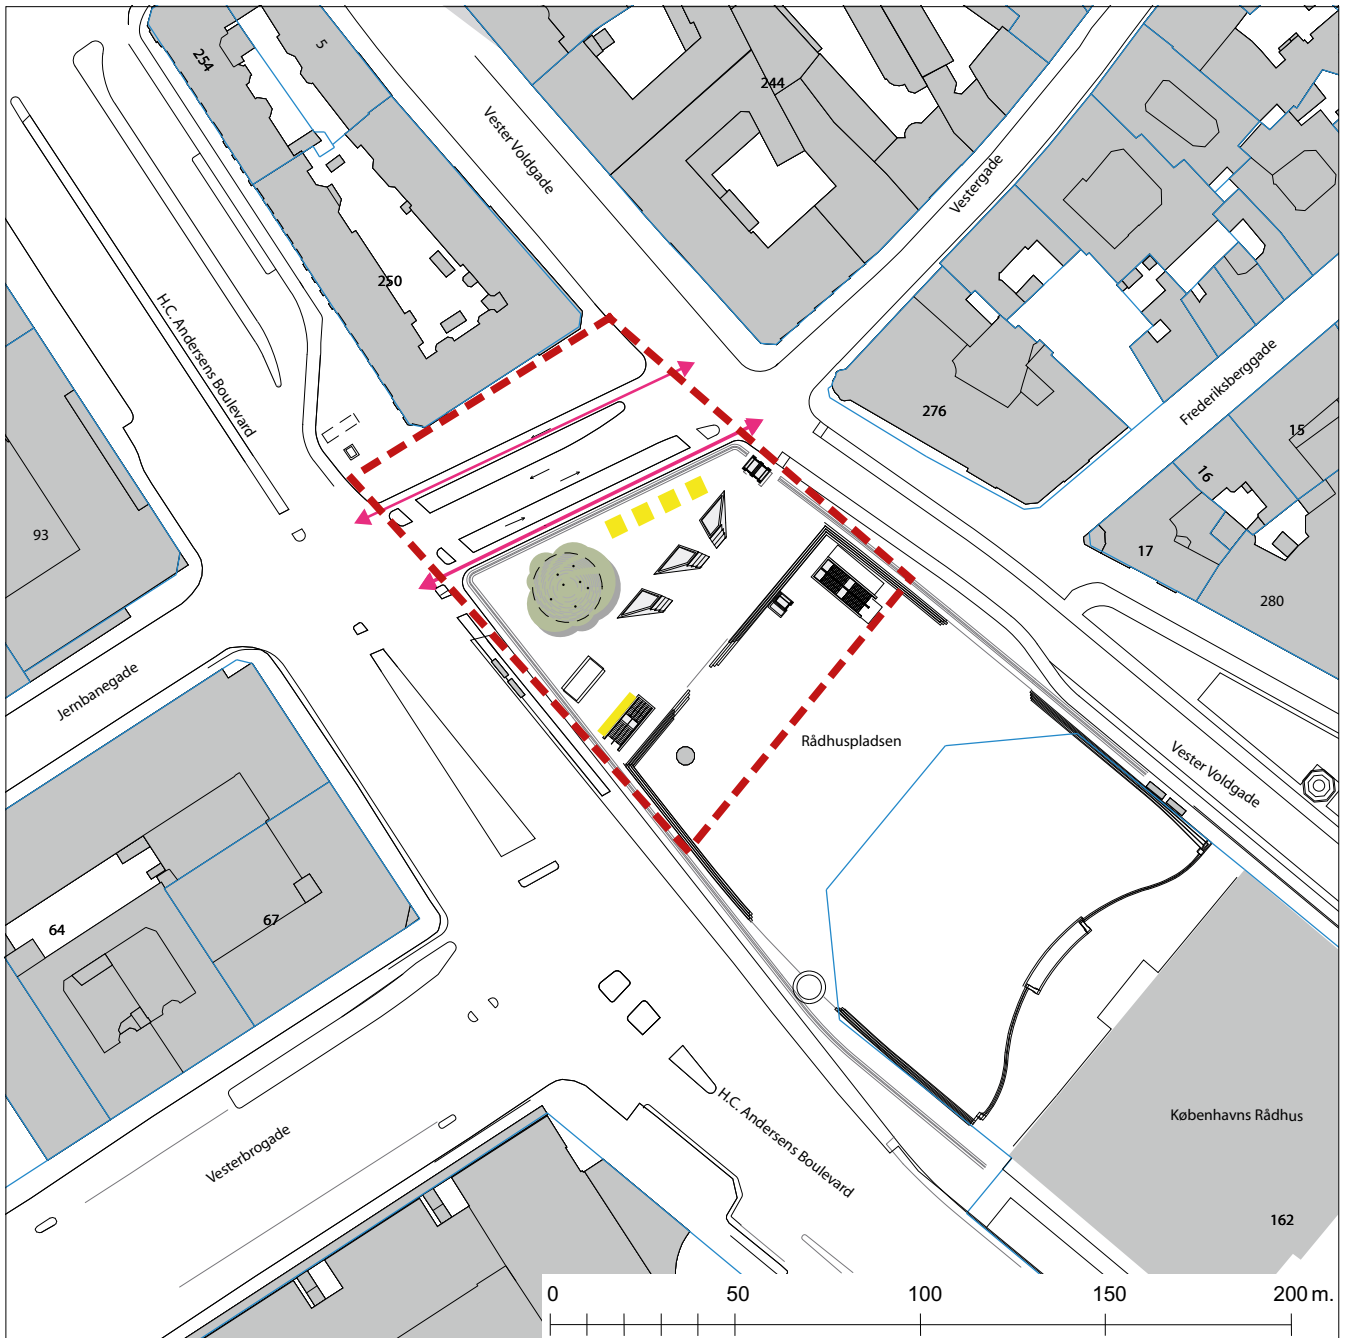 254
5
244
Vester Voldgade
Vestergade
250
H.C. Andersens Boulevard
276
Frederiksberggade
15
16
93
17
280
Jernbanegade
Rådhuspladsen
Vester Voldgade
64
67
H.C. Andersens Boulevard
Københavns Rådhus
Vesterbrogade
162
0 50 100 150 200 m.